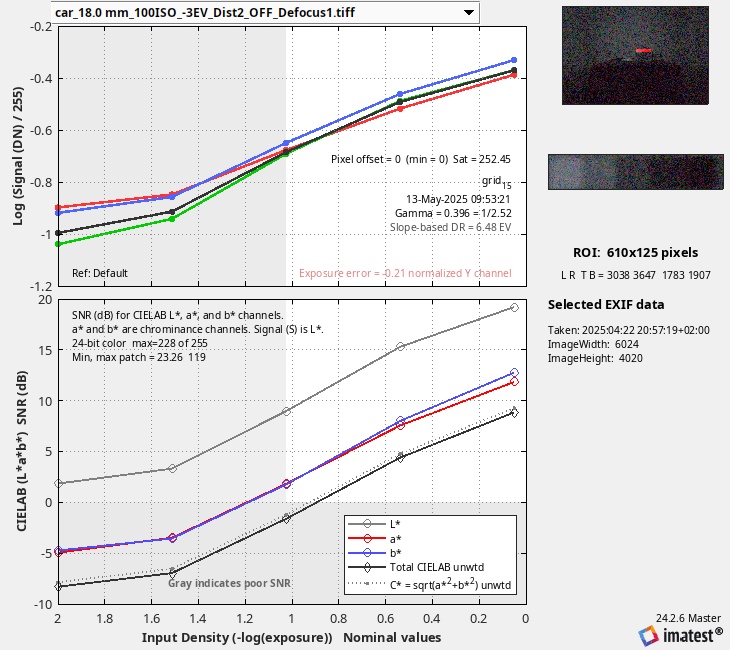 car_18.0 mm_100ISO_-3EV_Dist2_OFF_Defocus1.tiff
-0.2
-0.4
-0.6
-0.8
-1
-1.2
Log (Signal (DN) / 255)
Pixel offset = 0 (min = 0) Sat = 252.45
grid_15
13-May-2025 09:53:21
Gamma = 0.396 = 1/2.52
Slope-based DR = 6.48 EV
Ref: Default
Exposure error = -0.21 normalized Y channel
ROI: 610x125 pixels
L R T B = 3038 3647 1783 1907
Selected EXIF data
Taken: 2025:04:22 20:57:19+02:00
ImageWidth: 6024
ImageHeight: 4020
20
15
10
5
0
-5
-10
CIELAB (L*a*b*) SNR (dB)
SNR (dB) for CIELAB L*, a*, and b* channels.
a* and b* are chrominance channels. Signal (S) is L*.
24-bit color max=228 of 255
Min, max patch = 23.26 119
Gray indicates poor SNR
L*
a*
b*
Total CIELAB unwtd
C* = sqrt(a*2+b*2) unwtd
2 1.8 1.6 1.4 1.2 1 0.8 0.6 0.4 0.2 0
Input Density (-log(exposure)) Nominal values
24.2.6 Master
imatest®